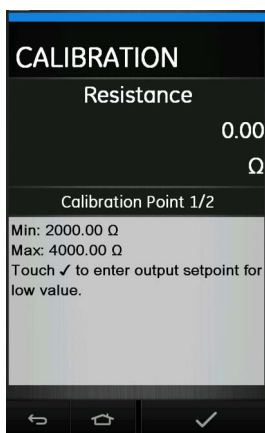 CALIBRATION
Resistance
0.00
Ω
Calibration Point 1/2
Min: 2000.00 Ω
Max: 4000.00 Ω
Touch ✓ to enter output setpoint for
low value.